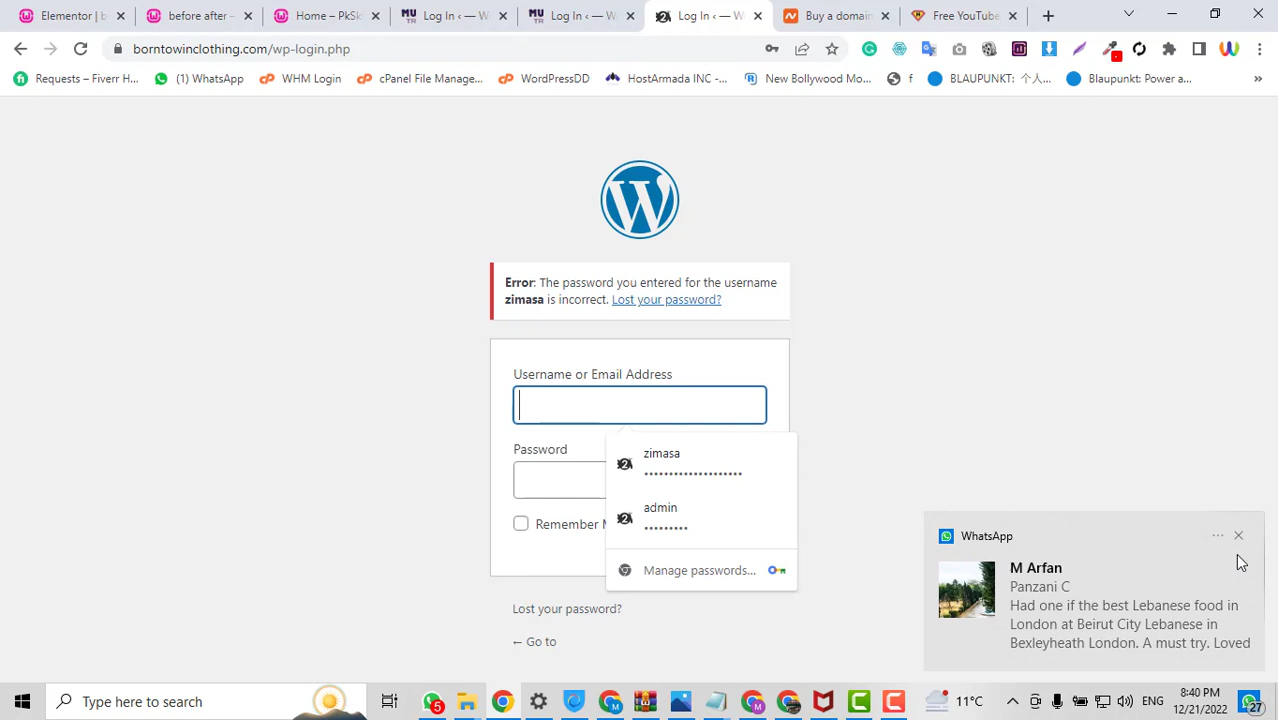 Elementor
before after –
Home – PkSki
Log In ‹ — W
Log In ‹ — W
Log In ‹ — W
Buy a domain
Free YouTube
borntowinclothing.com/wp-login.php
Requests – Fiverr H...
(1) WhatsApp
WHM Login
cPanel File Manage...
WordPressDD
HostArmada INC -...
New Bollywood Mo...
f
BLAUPUNKT: 个人...
Blaupunkt: Power a...
»
Error: The password you entered for the username
zimasa is incorrect. Lost your password?
Username or Email Address
Password
zimasa
••••••••••••••••••••
admin
•••••••••
Remember M
Manage passwords...
Lost your password?
← Go to
WhatsApp
M Arfan
Panzani C
Had one if the best Lebanese food in
London at Beirut City Lebanese in
Bexleyheath London. A must try. Loved
Type here to search
5
11°C
ENG
8:40 PM
12/21/2022
27